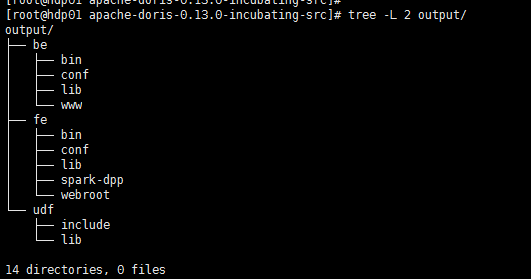 [root@hdp01 apache-doris-0.13.0-incubating-src]#
[root@hdp01 apache-doris-0.13.0-incubating-src]# tree -L 2 output/
output/
├── be
│   ├── bin
│   ├── conf
│   ├── lib
│   └── www
├── fe
│   ├── bin
│   ├── conf
│   ├── lib
│   ├── spark-dpp
│   └── webroot
└── udf
    ├── include
    └── lib
14 directories, 0 files